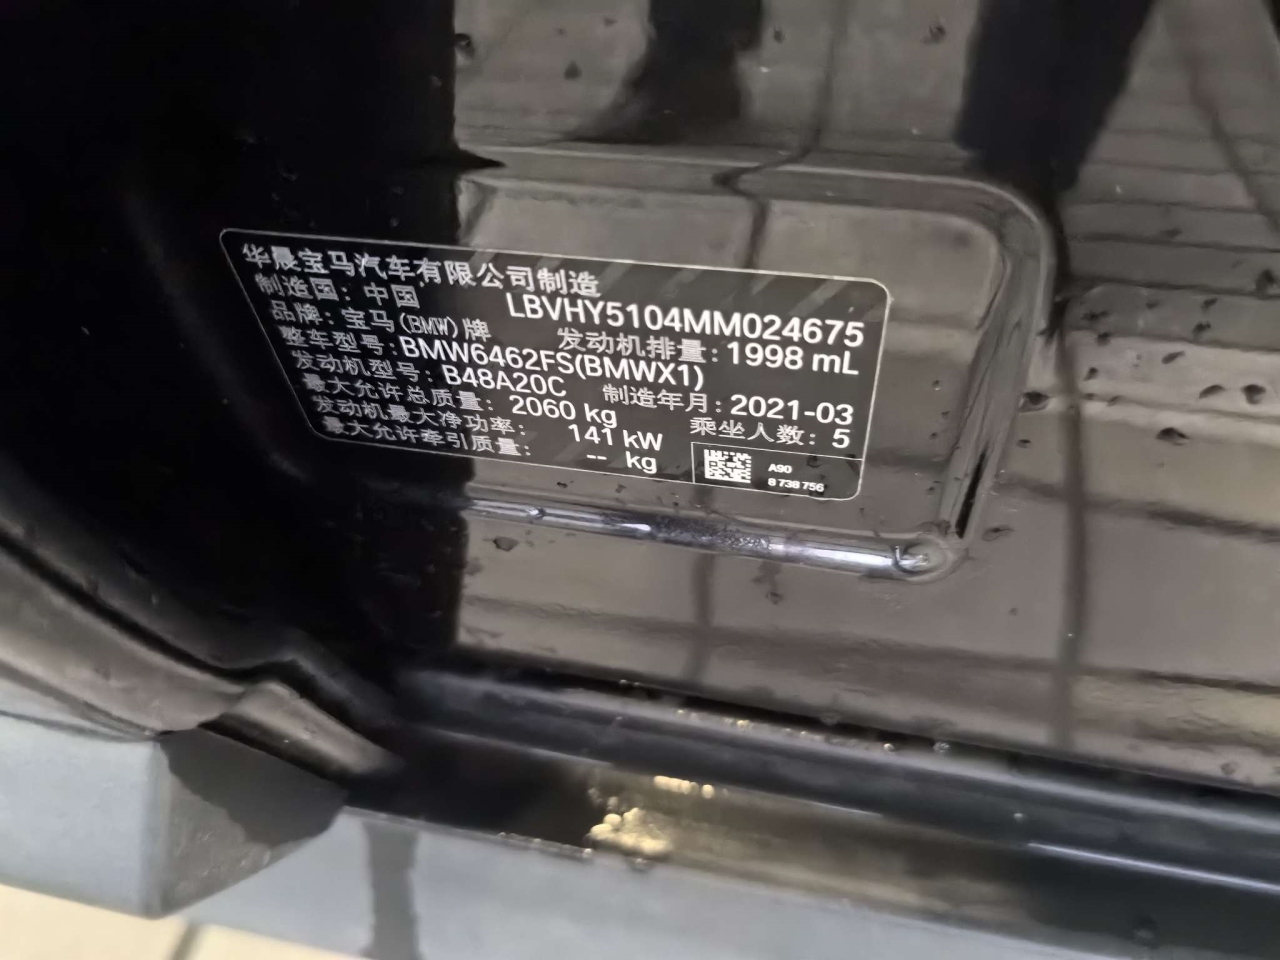 华晨宝马汽车有限公司制造
制造国：中国 LBVHY5104MM024675
品牌：宝马(BMW)牌 发动机排量：1998 mL
整车型号：BMW6462FS(BMWX1)
发动机型号：B48A20C 制造年月：2021-03
最大允许总质量：2060 kg 乘坐人数：5
发动机最大净功率：141 kW
最大允许牵引质量：-- kg
A90
8 738 756